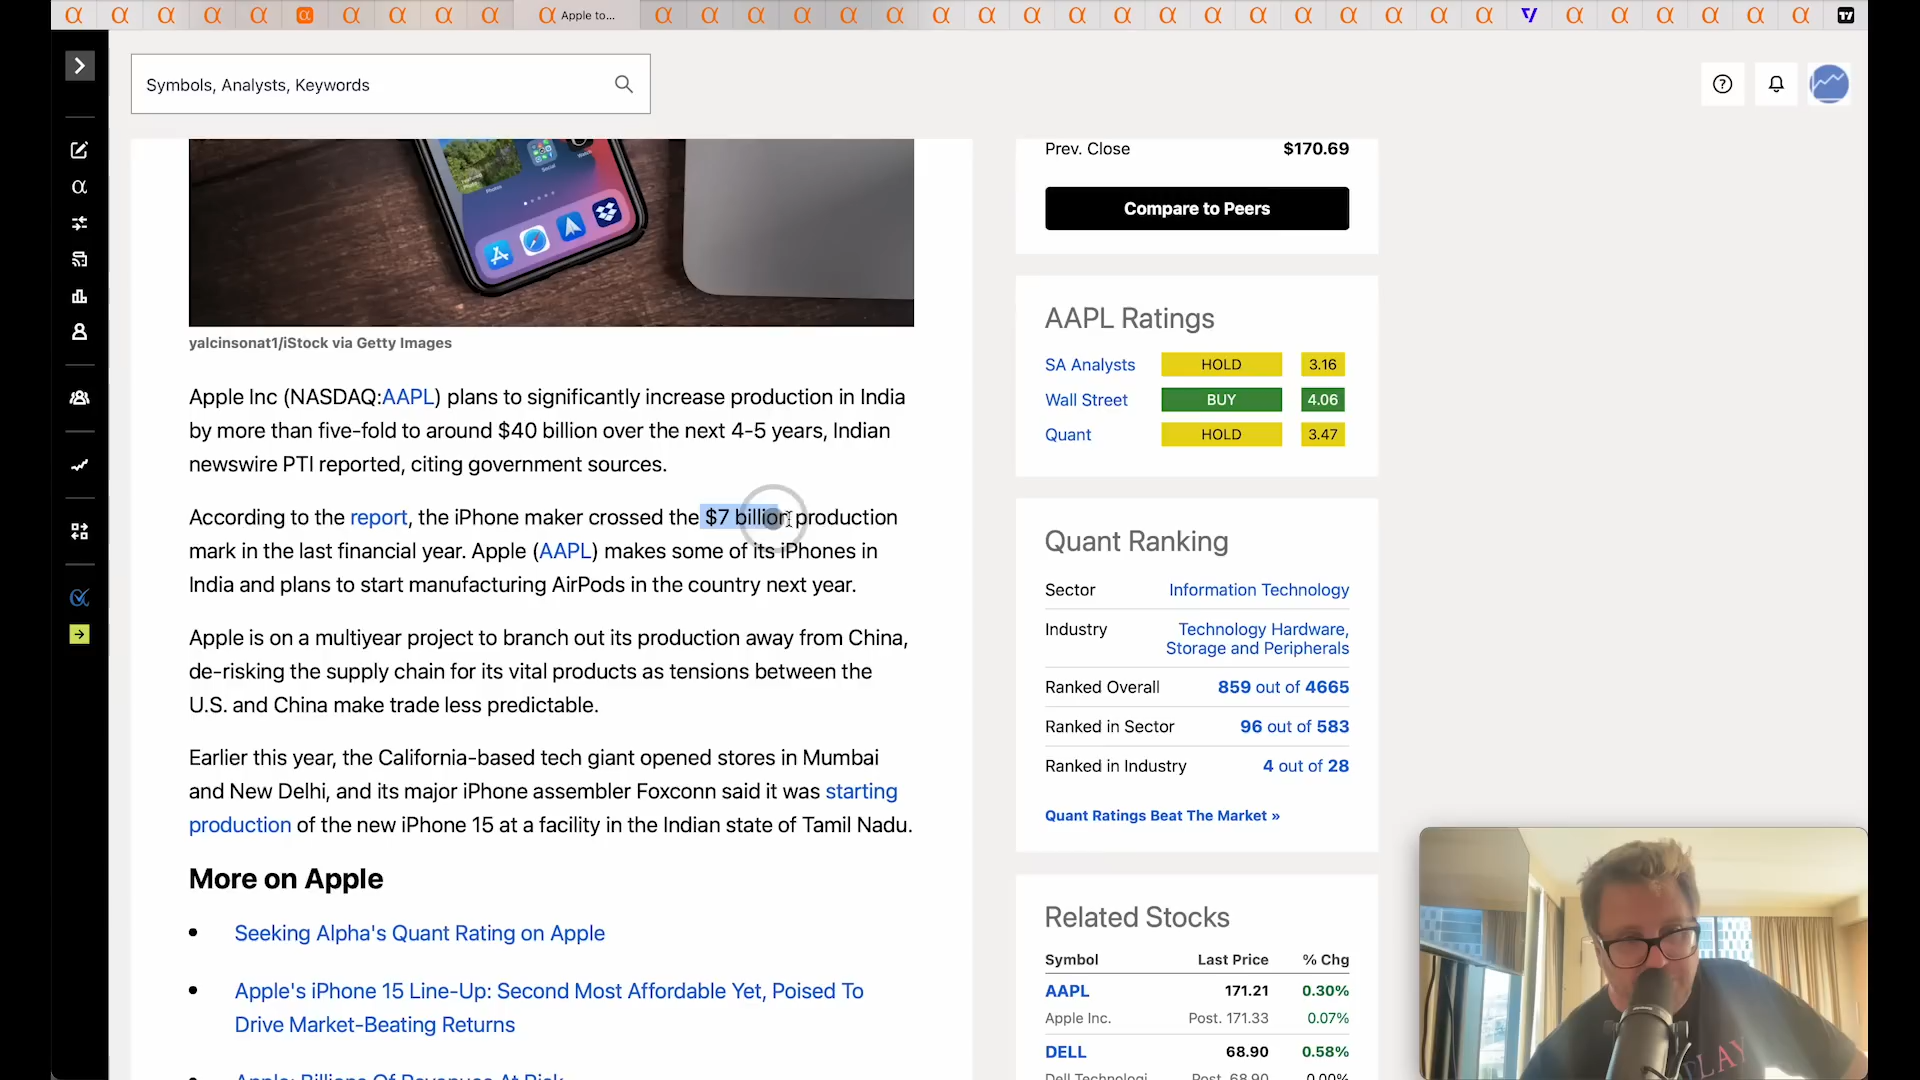 Apple to...
Symbols, Analysts, Keywords
yalcinsonat1/iStock via Getty Images
Apple Inc (NASDAQ:AAPL) plans to significantly increase production in India
by more than five-fold to around $40 billion over the next 4-5 years, Indian
newswire PTI reported, citing government sources.
According to the report, the iPhone maker crossed the $7 billion production
mark in the last financial year. Apple (AAPL) makes some of its iPhones in
India and plans to start manufacturing AirPods in the country next year.
Apple is on a multiyear project to branch out its production away from China,
de-risking the supply chain for its vital products as tensions between the
U.S. and China make trade less predictable.
Earlier this year, the California-based tech giant opened stores in Mumbai
and New Delhi, and its major iPhone assembler Foxconn said it was starting
production of the new iPhone 15 at a facility in the Indian state of Tamil Nadu.
More on Apple
• Seeking Alpha's Quant Rating on Apple
• Apple's iPhone 15 Line-Up: Second Most Affordable Yet, Poised To
Drive Market-Beating Returns
• Apple: Billions Of Revenues At Risk
Prev. Close $170.69
Compare to Peers
AAPL Ratings
SA Analysts HOLD 3.16
Wall Street BUY 4.06
Quant HOLD 3.47
Quant Ranking
Sector Information Technology
Industry Technology Hardware,
Storage and Peripherals
Ranked Overall 859 out of 4665
Ranked in Sector 96 out of 583
Ranked in Industry 4 out of 28
Quant Ratings Beat The Market »
Related Stocks
Symbol Last Price % Chg
AAPL 171.21 0.30%
Apple Inc. Post. 171.33 0.07%
DELL 68.90 0.58%
Dell Technologi Post. 68.90 0.00%